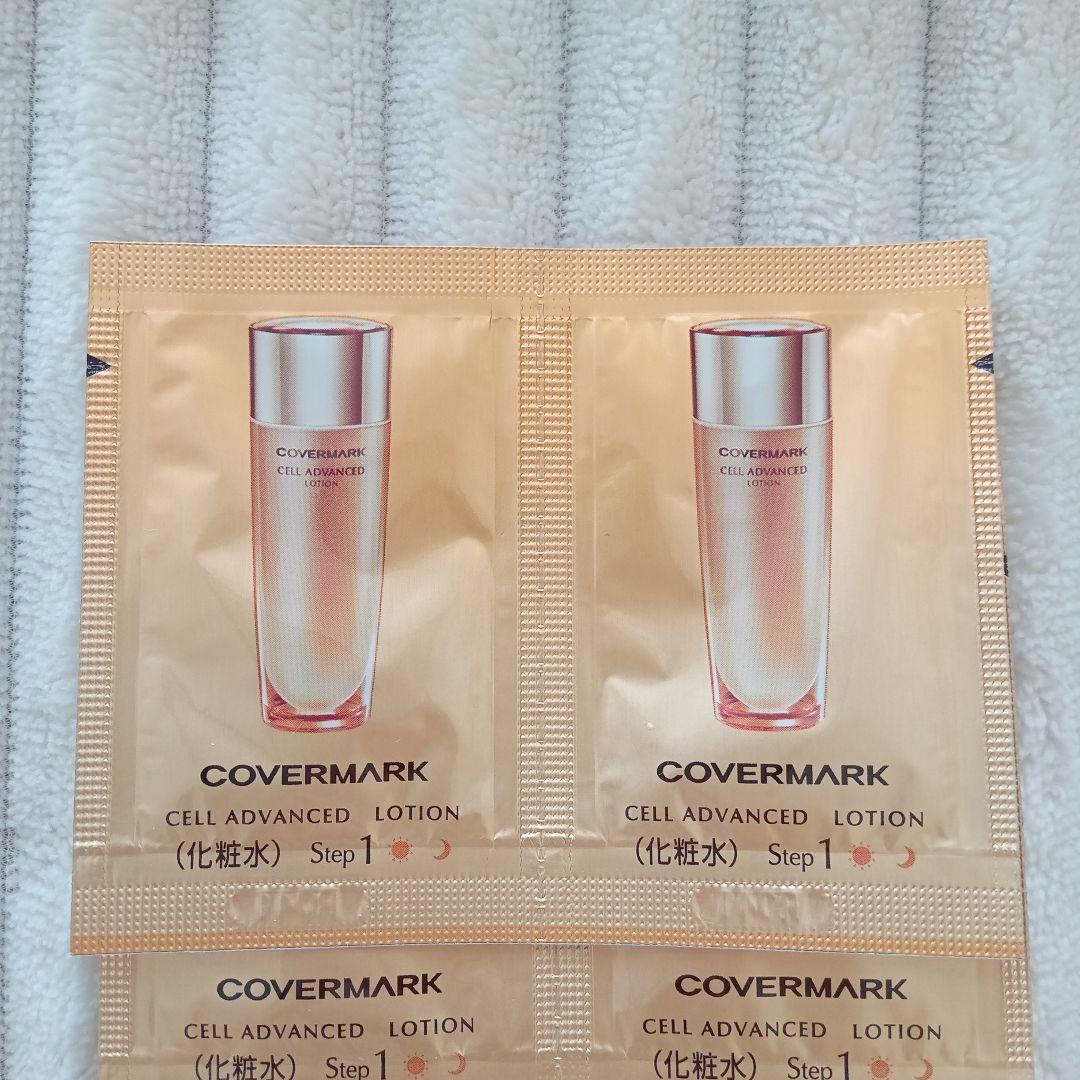 COVERMARK
CELL ADVANCED
LOTION
COVERMARK
CELL ADVANCED LOTION
（化粧水） Step 1
COVERMARK
CELL ADVANCED
LOTION
COVERMARK
CELL ADVANCED LOTION
（化粧水） Step 1
COVERMARK
CELL ADVANCED LOTION
（化粧水） Step 1
COVERMARK
CELL ADVANCED LOTION
（化粧水） Step 1